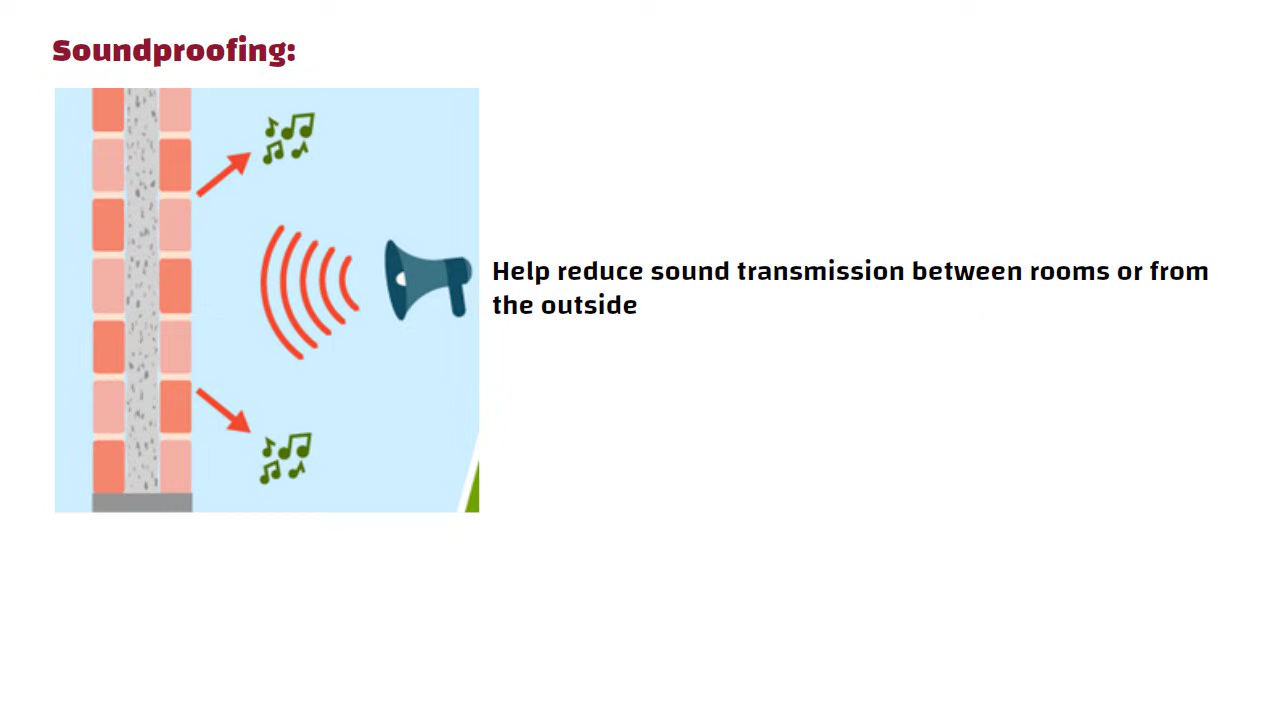 Soundproofing:
Help reduce sound transmission between rooms or from
the outside